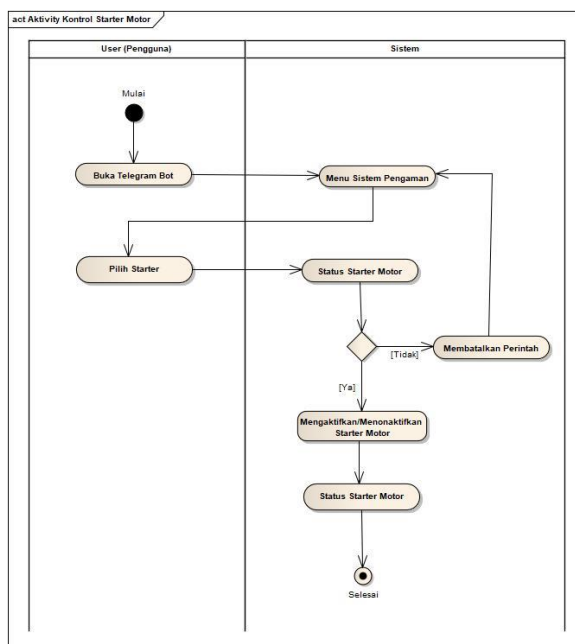 act Aktivity Kontrol Starter Motor
User (Pengguna)
Sistem
Mulai
Buka Telegram Bot
Menu Sistem Pengaman
Pilih Starter
Status Starter Motor
[Tidak]
Membatalkan Perintah
[Ya]
Mengaktifkan/Menonaktifkan
Starter Motor
Status Starter Motor
Selesai